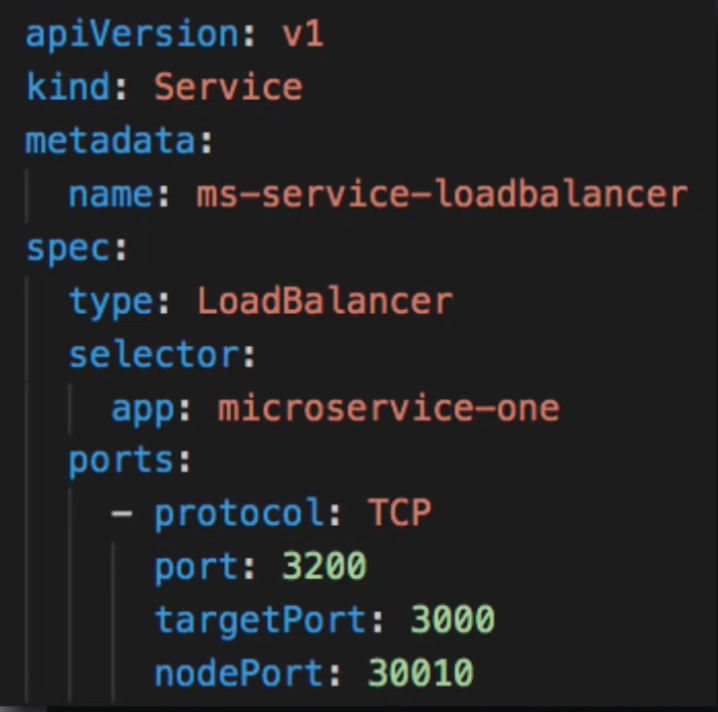 apiVersion: v1
kind: Service
metadata:
  name: ms-service-loadbalancer
spec:
  type: LoadBalancer
  selector:
    app: microservice-one
  ports:
    - protocol: TCP
      port: 3200
      targetPort: 3000
      nodePort: 30010